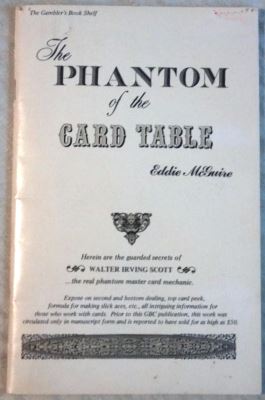 The Gambler's Book Shelf
The
PHANTOM
of the
CARD TABLE
Eddie McGuire
Herein are the guarded secrets of
WALTER IRVING SCOTT
...the real phantom master card mechanic.
Expose on second and bottom dealing, top card peek,
formula for making slick aces, etc., all intriguing information for
those who work with cards. Prior to this GBC publication, this work was
circulated only in manuscript form and is reported to have sold for as high as $50.